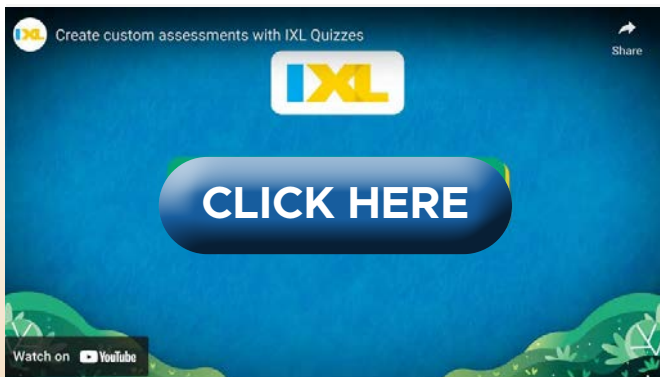 IXL
Create custom assessments with IXL Quizzes
Share
IXL
CLICK HERE
Watch on YouTube